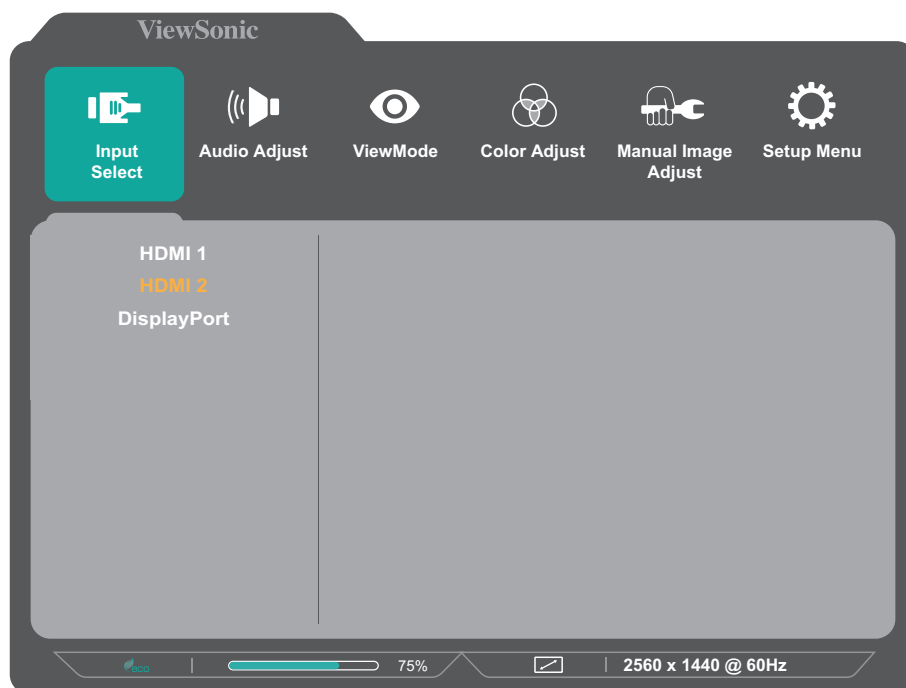 ViewSonic
Input
Select
Audio Adjust
ViewMode
Color Adjust
Manual Image
Adjust
Setup Menu
HDMI 1
HDMI 2
DisplayPort
eco
75%
2560 x 1440 @ 60Hz